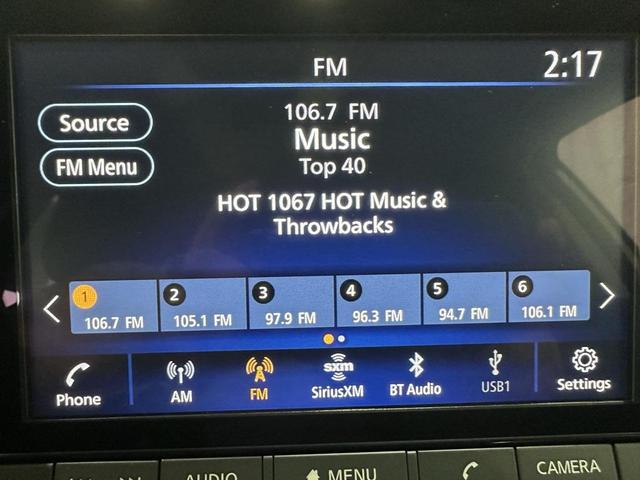 FM
2:17
Source
106.7 FM
Music
FM Menu
Top 40
HOT 1067 HOT Music &
Throwbacks
1 2 3 4 5 6
106.7 FM 105.1 FM 97.9 FM 96.3 FM 94.7 FM 106.1 FM
sxm
Phone AM FM SiriusXM BT Audio USB1 Settings
AUDIO MENU CAMERA